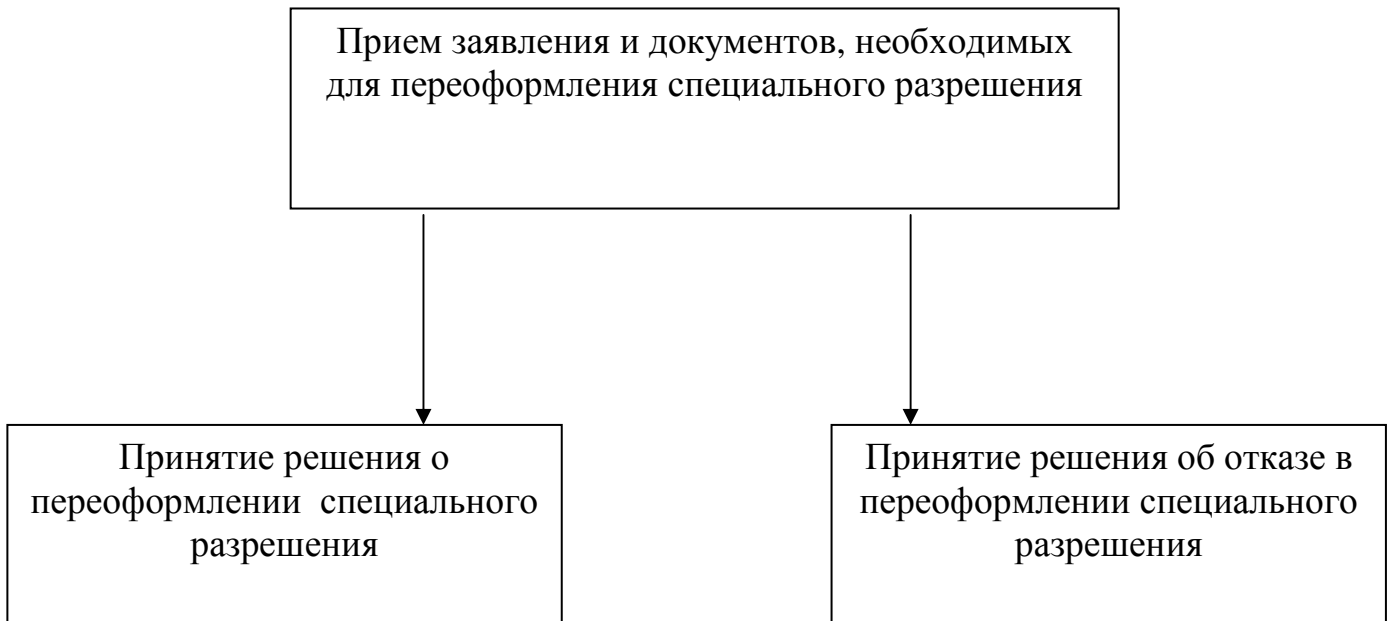 Прием заявления и документов, необходимых
для переоформления специального разрешения
Принятие решения о
переоформлении  специального
разрешения
Принятие решения об отказе в
переоформлении специального
разрешения